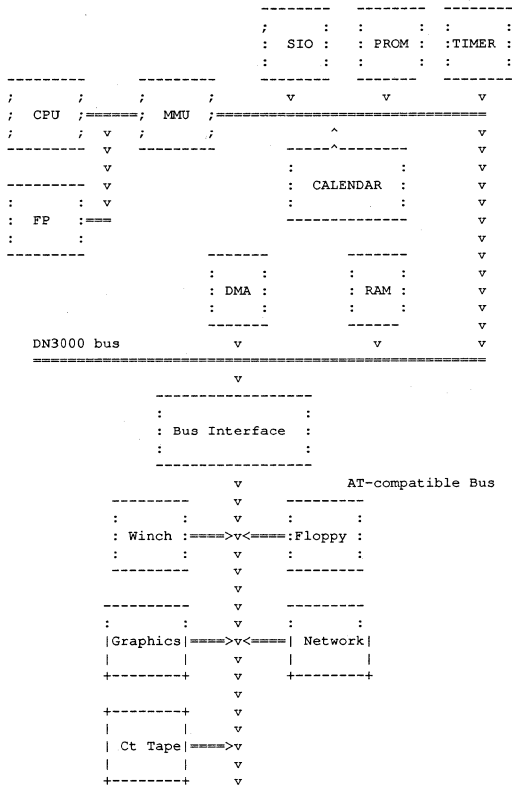 SIO PROM TIMER
CPU MMU
CALENDAR
FP
DMA RAM
DN3000 bus
Bus Interface
AT-compatible Bus
Winch Floppy
Graphics Network
Ct Tape